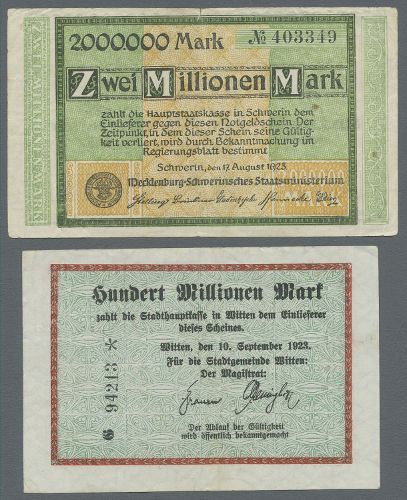 2000.000 Mark № 403349
Zwei Millionen Mark
zahlt die Hauptstaatskasse in Schwerin dem
Einlieferer gegen diesen Notgeldschein. Der
Zeitpunkt, in dem dieser Schein seine Gültig-
keit verliert, wird durch Bekanntmachung im
Regierungsblatt bestimmt
Schwerin, den 17. August 1923
Mecklenburg-Schwerinsches Staatsministerium
Hundert Millionen Mark
zahlt die Stadthauptkasse in Witten dem Einlieferer
dieses Scheines.
Witten, den 10. September 1923.
Für die Stadtgemeinde Witten:
Der Magistrat:
Der Ablauf der Gültigkeit
wird öffentlich bekanntgemacht
94213 *